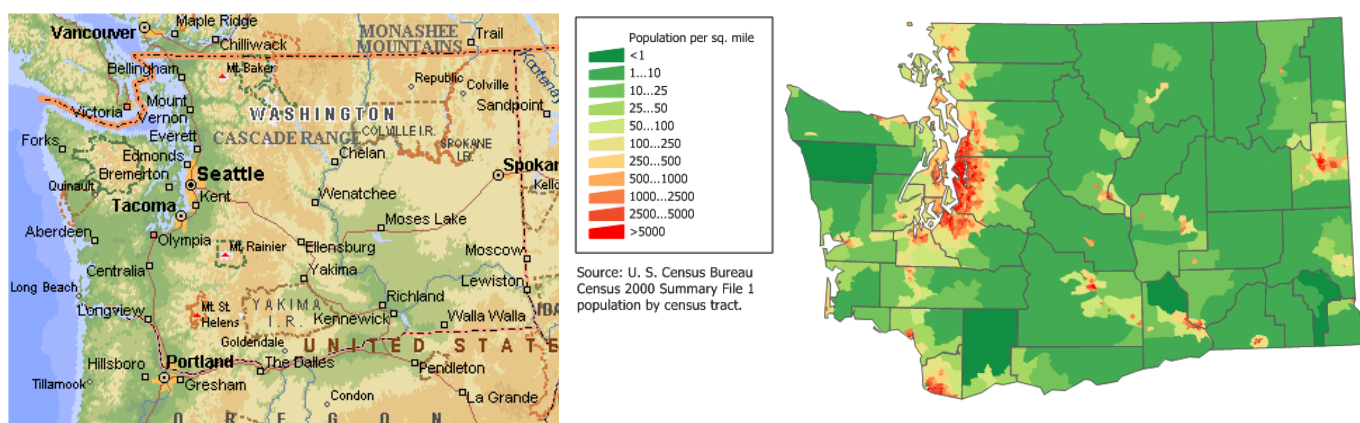 Vancouver
Maple Ridge
Chilliwack
MONASHEE
MOUNTAINS
Trail
Bellingham
Mt. Baker
Republic
Colville
Kootenay
Victoria
Mount
Vernon
WASHINGTON
Sandpoint
Forks
Everett
CASCADE RANGE
COLVILLE I.R.
SPOKANE
I.R.
Edmonds
Chelan
Bremerton
Seattle
Spokan
Quinault
Kent
Wenatchee
Kello
Tacoma
Moses Lake
Aberdeen
Olympia
Mt. Rainier
Ellensburg
Moscow
Centralia
Yakima
Lewiston
Long Beach
Richland
Longview
Mt. St.
Helens
YAKIMA
I.R.
Kennewick
Walla Walla
IDA
Goldendale
UNITED STATE
Hillsboro
Portland
The Dalles
Pendleton
Tillamook
Gresham
Condon
La Grande
OREGON
Population per sq. mile
<1
1...10
10...25
25...50
50...100
100...250
250...500
500...1000
1000...2500
2500...5000
>5000
Source: U. S. Census Bureau
Census 2000 Summary File 1
population by census tract.